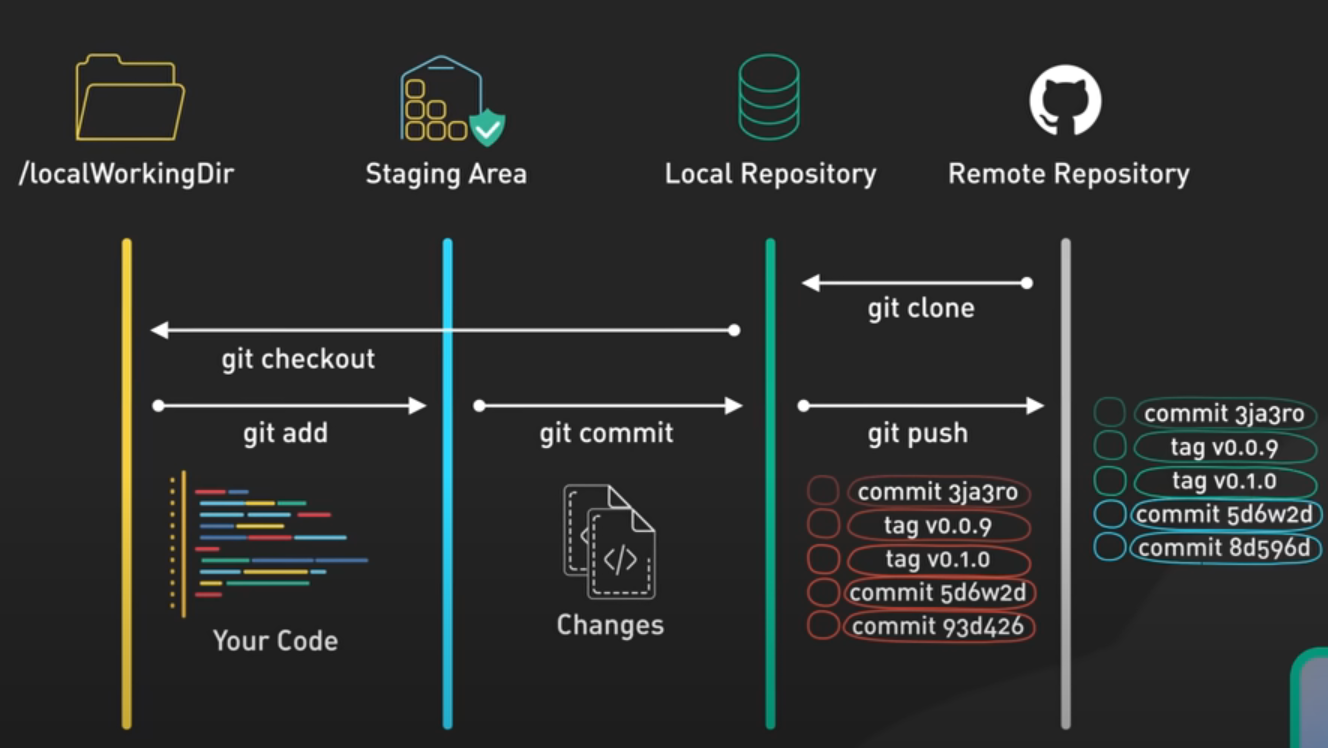 /localWorkingDir
Staging Area
Local Repository
Remote Repository
git clone
git checkout
git add
git commit
git push
commit 3ja3ro
tag v0.0.9
tag v0.1.0
commit 5d6w2d
commit 8d596d
commit 3ja3ro
tag v0.0.9
tag v0.1.0
commit 5d6w2d
commit 93d426
</>
Changes
Your Code